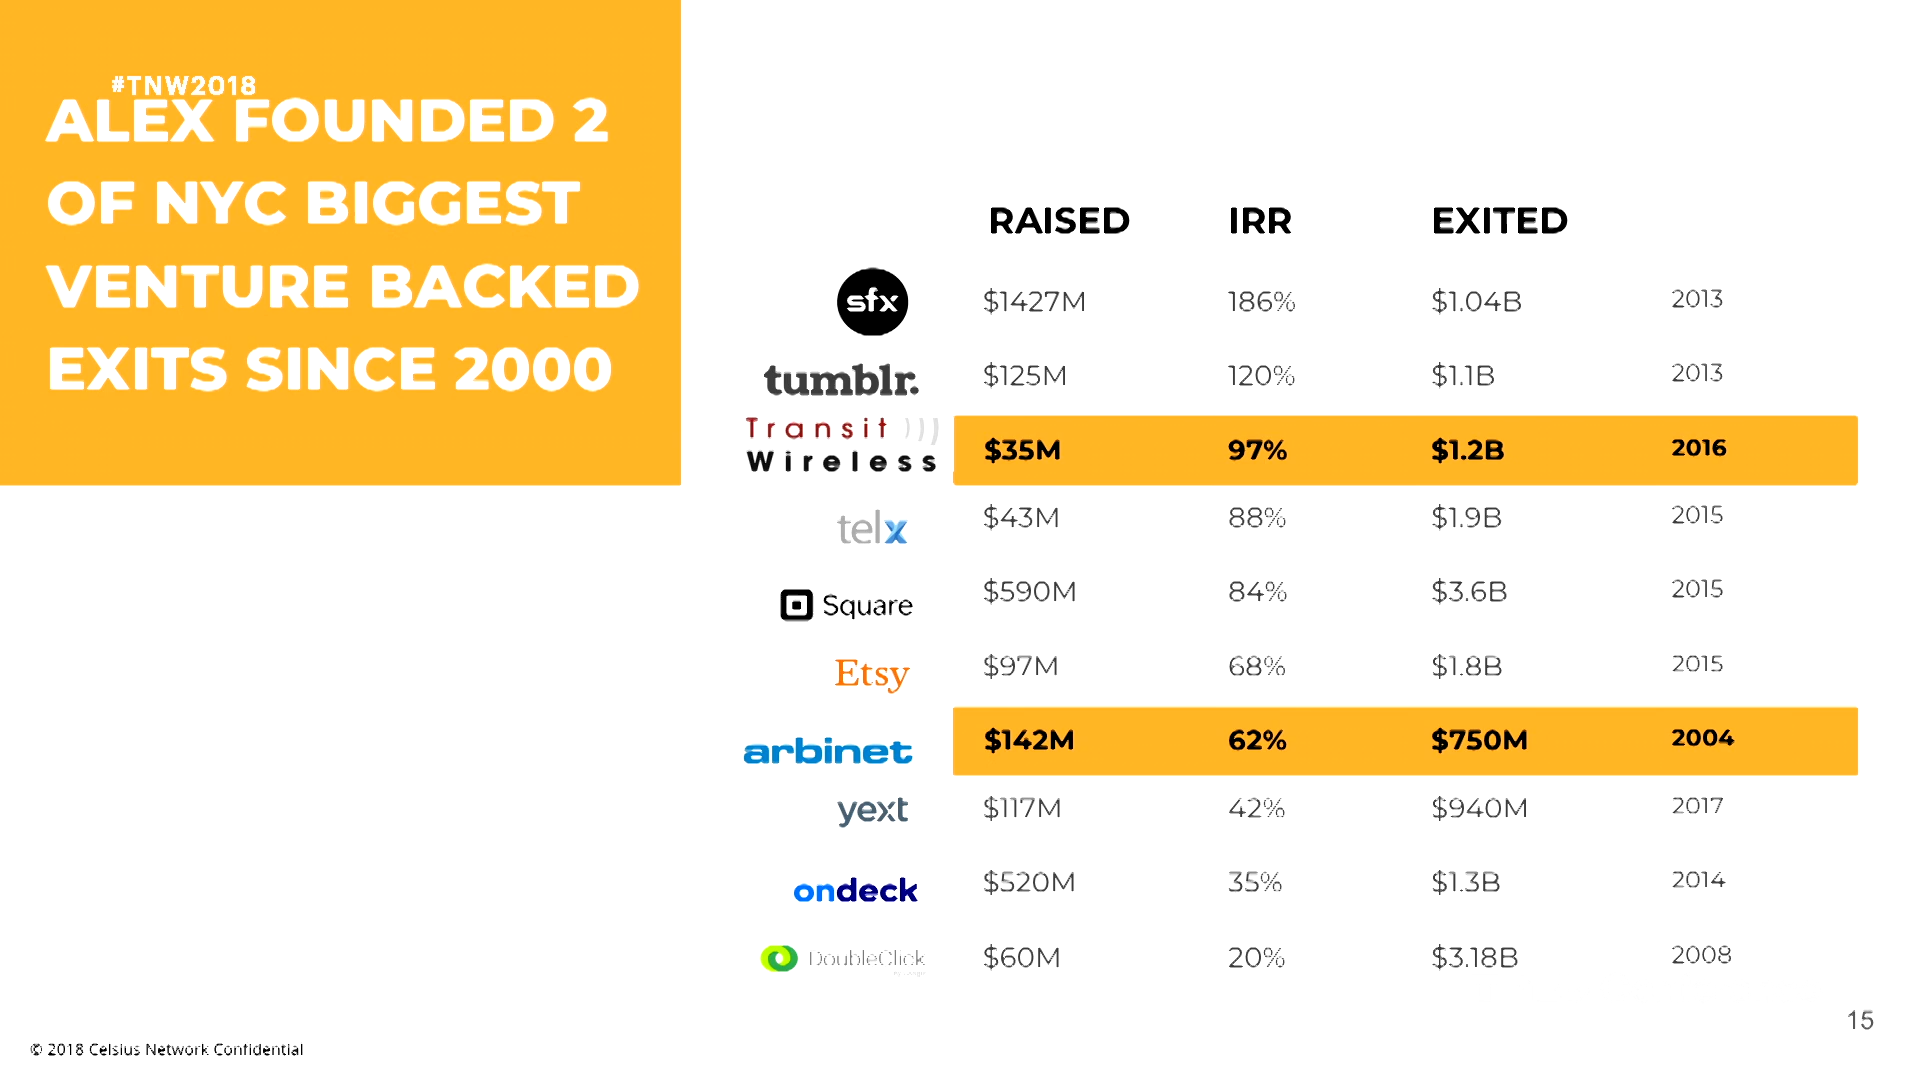 #TNW2018
ALEX FOUNDED 2
OF NYC BIGGEST
VENTURE BACKED
EXITS SINCE 2000
RAISED IRR EXITED
sfx $1427M 186% $1.04B 2013
tumblr. $125M 120% $1.1B 2013
Transit
Wireless $35M 97% $1.2B 2016
telx $43M 88% $1.9B 2015
Square $590M 84% $3.6B 2015
Etsy $97M 68% $1.8B 2015
arbinet $142M 62% $750M 2004
yext $117M 42% $940M 2017
ondeck $520M 35% $1.3B 2014
DoubleClick $60M 20% $3.18B 2008
15
© 2018 Celsius Network Confidential